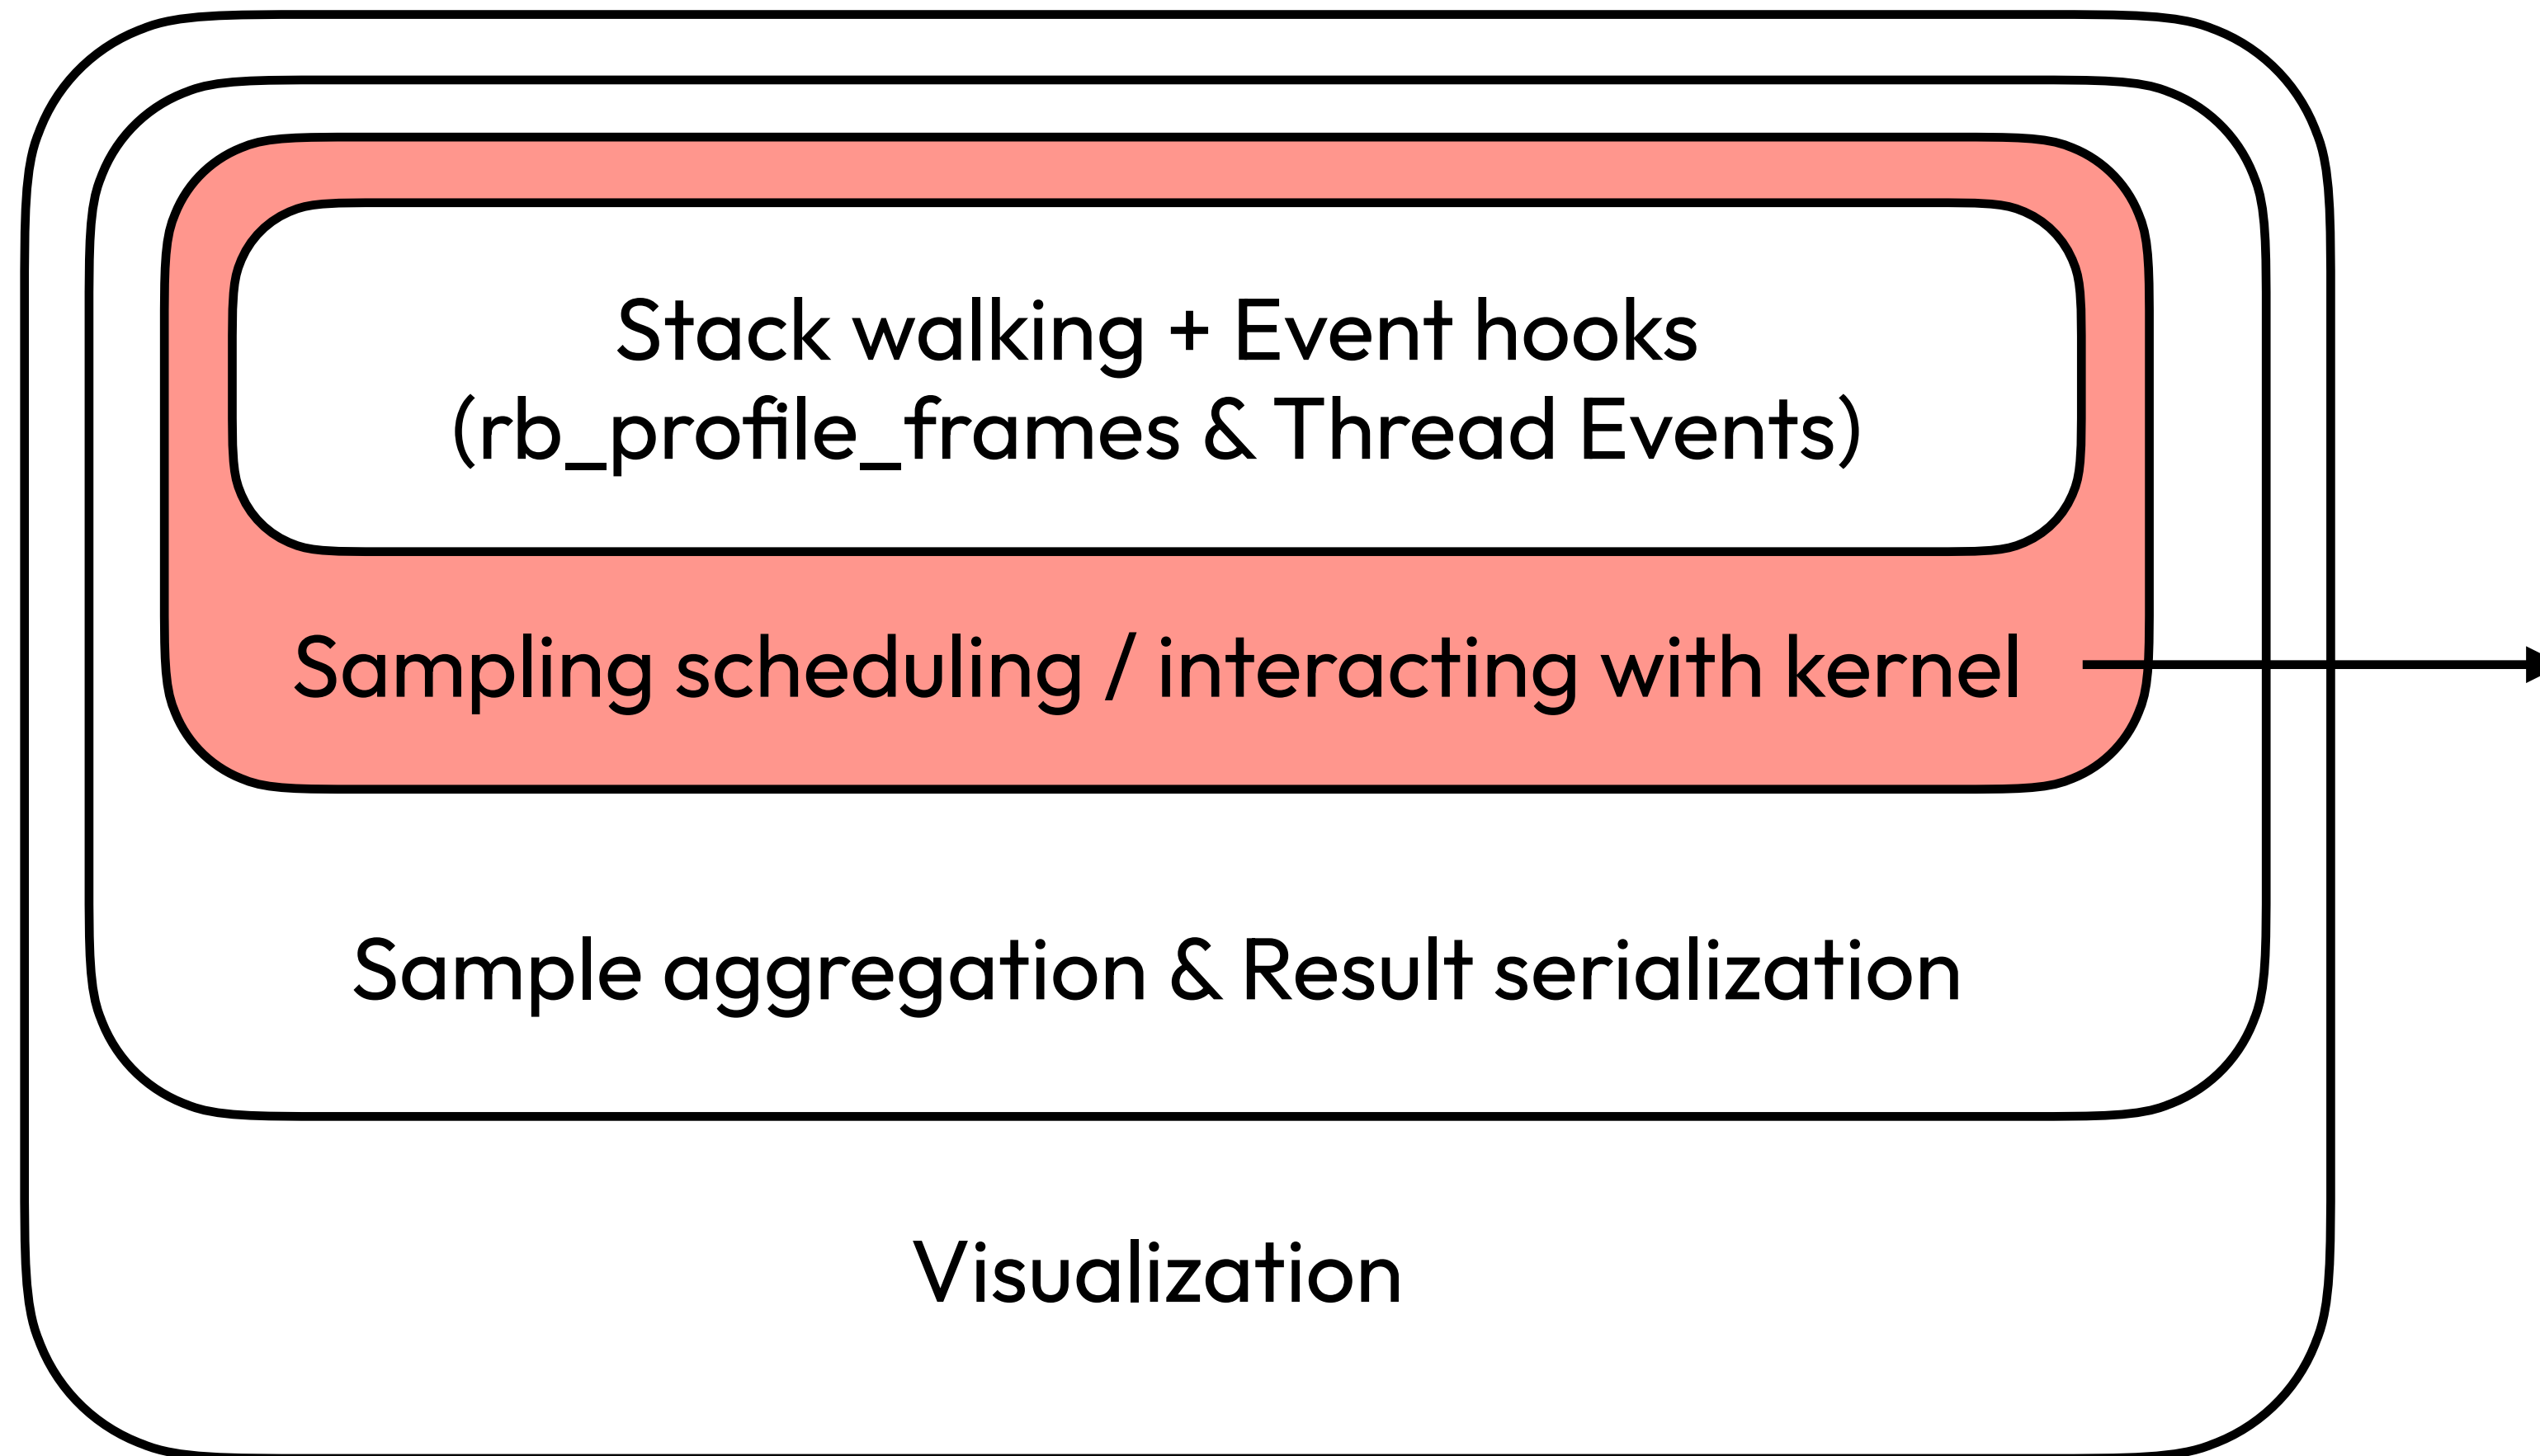 Stack walking + Event hooks
(rb_profile_frames & Thread Events)
Sampling scheduling / interacting with kernel
Sample aggregation & Result serialization
Visualization